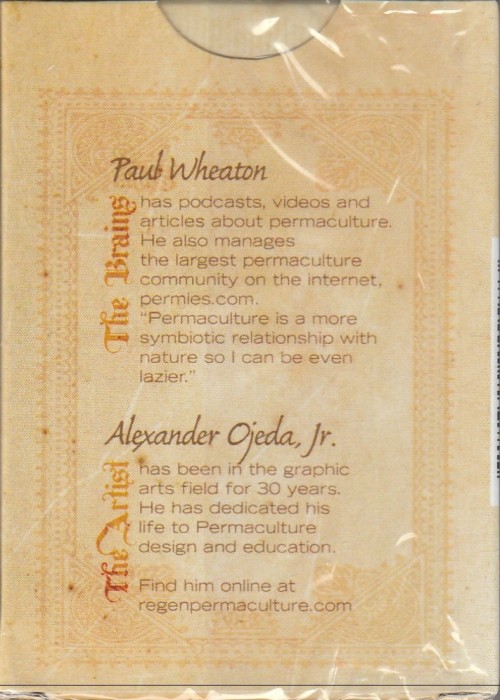 Paul Wheaton
The Brains
has podcasts, videos and
articles about permaculture.
He also manages
the largest permaculture
community on the internet,
permies.com.
“Permaculture is a more
symbiotic relationship with
nature so I can be even
lazier.”
Alexander Ojeda, Jr.
The Artist
has been in the graphic
arts field for 30 years.
He has dedicated his
life to Permaculture
design and education.
Find him online at
regenpermaculture.com